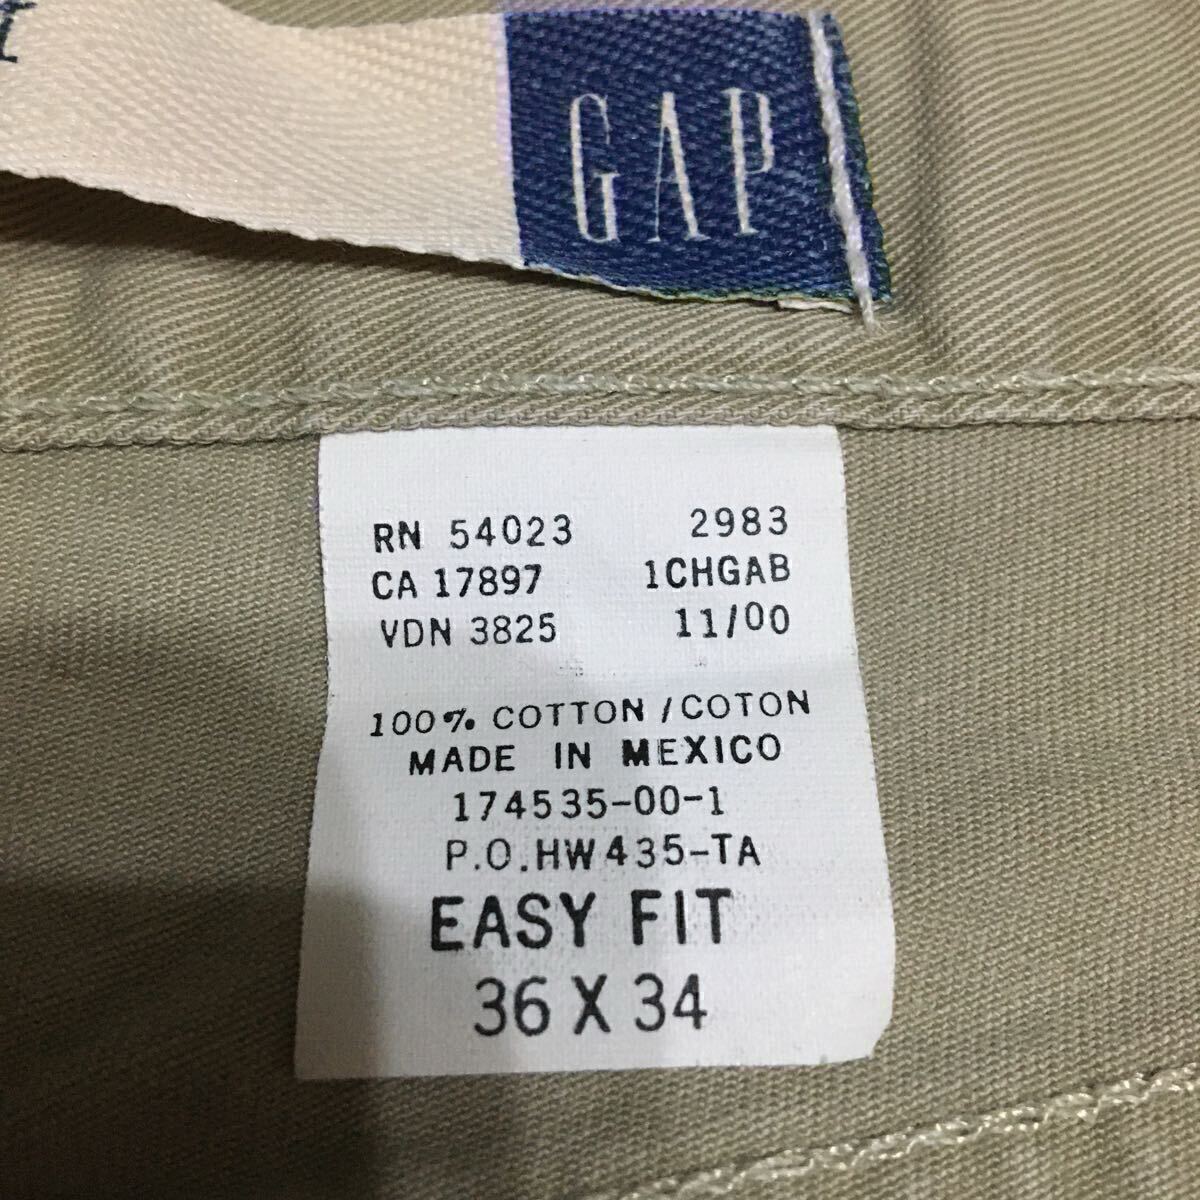 GAP
RN 54023 2983
CA 17897 1CHGAB
VDN 3825 11/00
100% COTTON /COTON
MADE IN MEXICO
174535-00-1
P.O.HW435-TA
EASY FIT
36 X 34